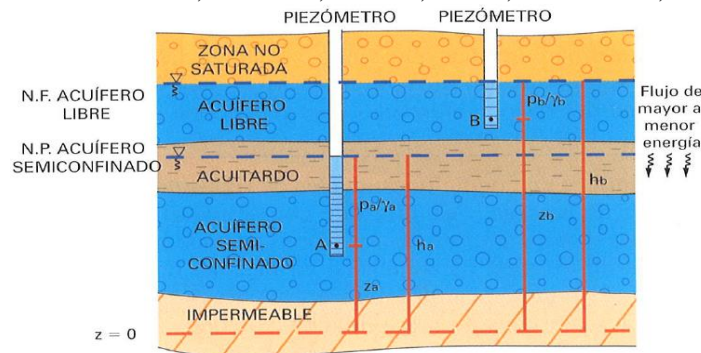 PIEZÓMETRO PIEZÓMETRO
ZONA NO
SATURADA
N.F. ACUÍFERO
LIBRE
ACUÍFERO
LIBRE
B
pb/γb
Flujo de
mayor a
menor
energía
N.P. ACUÍFERO
SEMICONFINADO
ACUITARDO
hb
pa/γa
zb
ACUÍFERO
SEMI-
CONFINADO
A
ha
za
IMPERMEABLE
z = 0